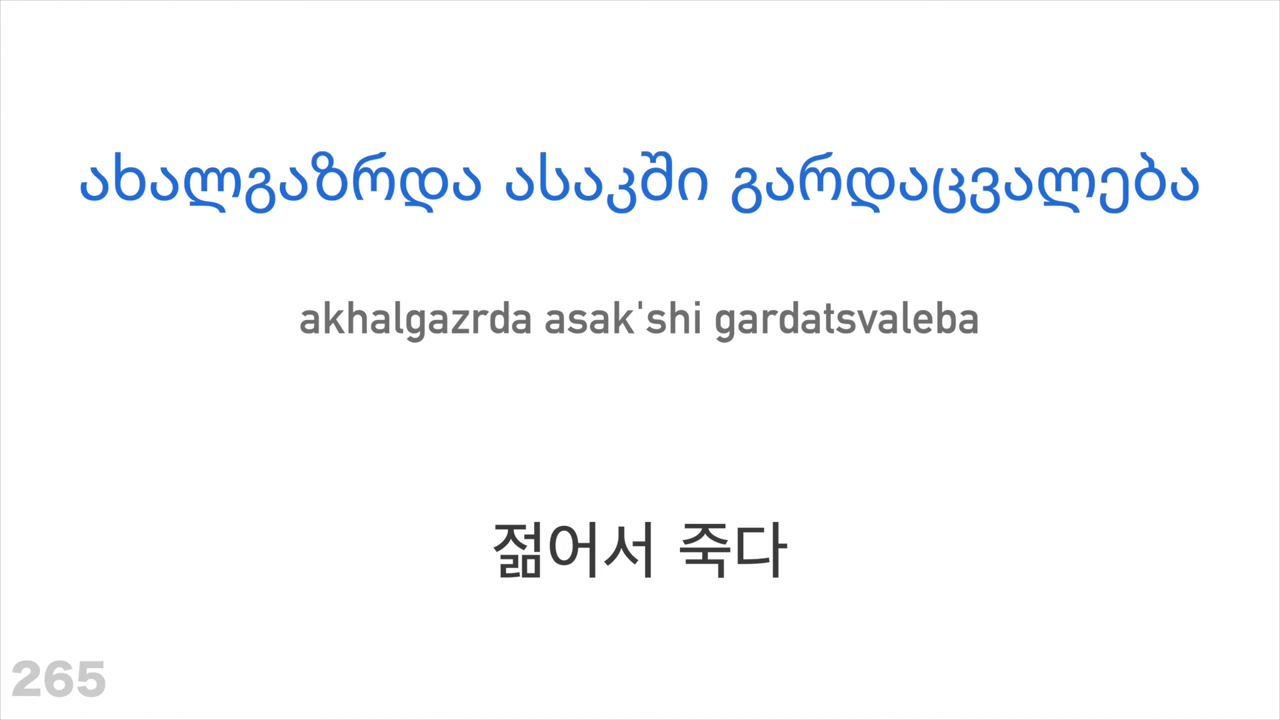 ახალგაზრდა ასაკში გარდაცვალება
akhalgazrda asak'shi gardatsvaleba
젊어서 죽다
265